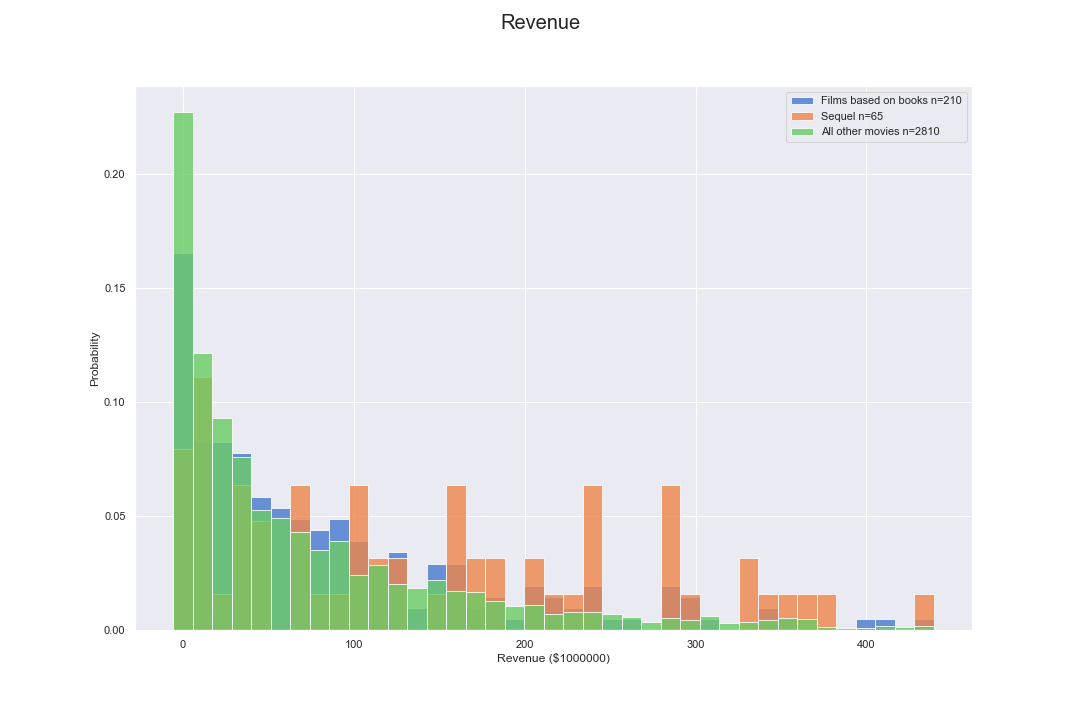 Revenue
Films based on books n=210
Sequel n=65
All other movies n=2810
0.20
0.15
0.10
0.05
0.00
Probability
0
100
200
300
400
Revenue ($1000000)